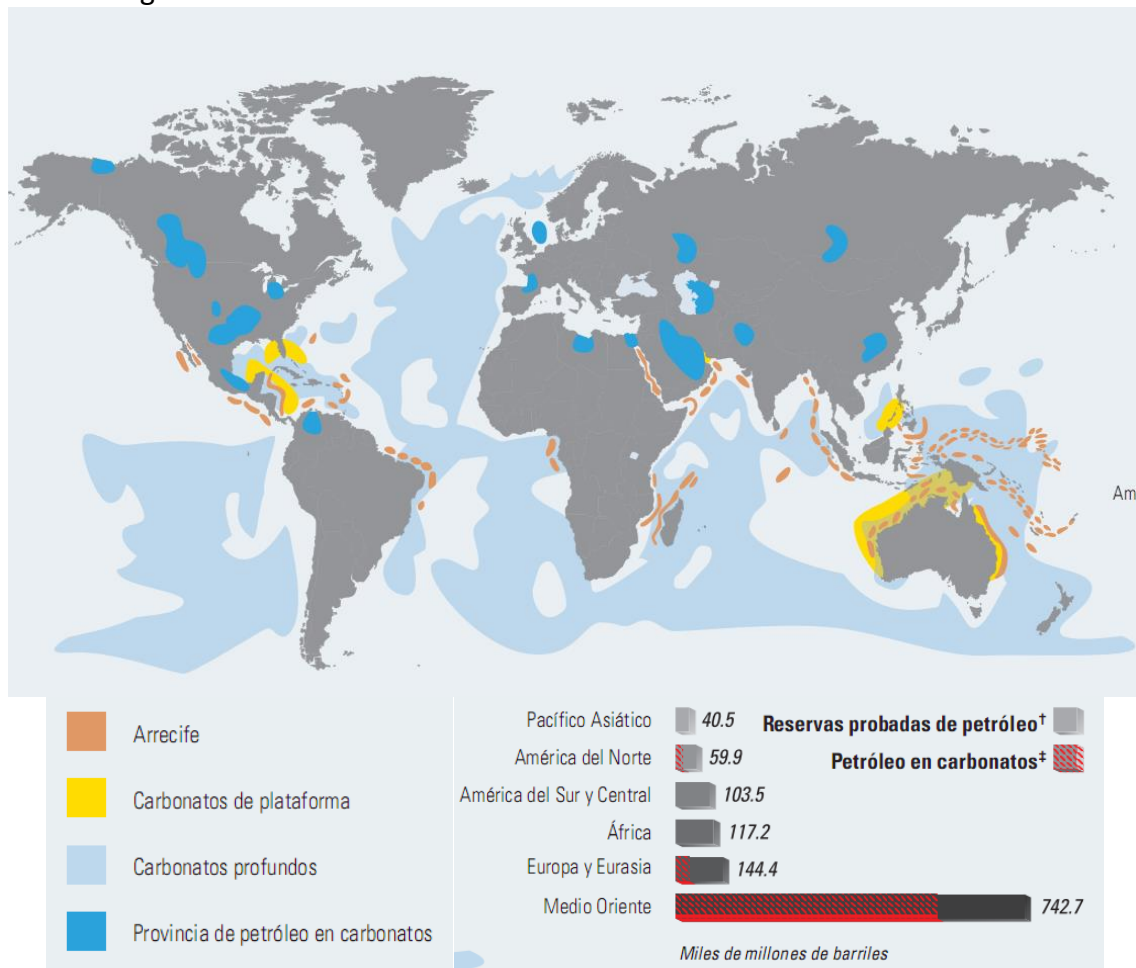 Am
Arrecife
Carbonatos de plataforma
Carbonatos profundos
Provincia de petróleo en carbonatos
Pacífico Asiático 40.5
América del Norte 59.9
América del Sur y Central 103.5
África 117.2
Europa y Eurasia 144.4
Medio Oriente 742.7
Reservas probadas de petróleo†
Petróleo en carbonatos‡
Miles de millones de barriles